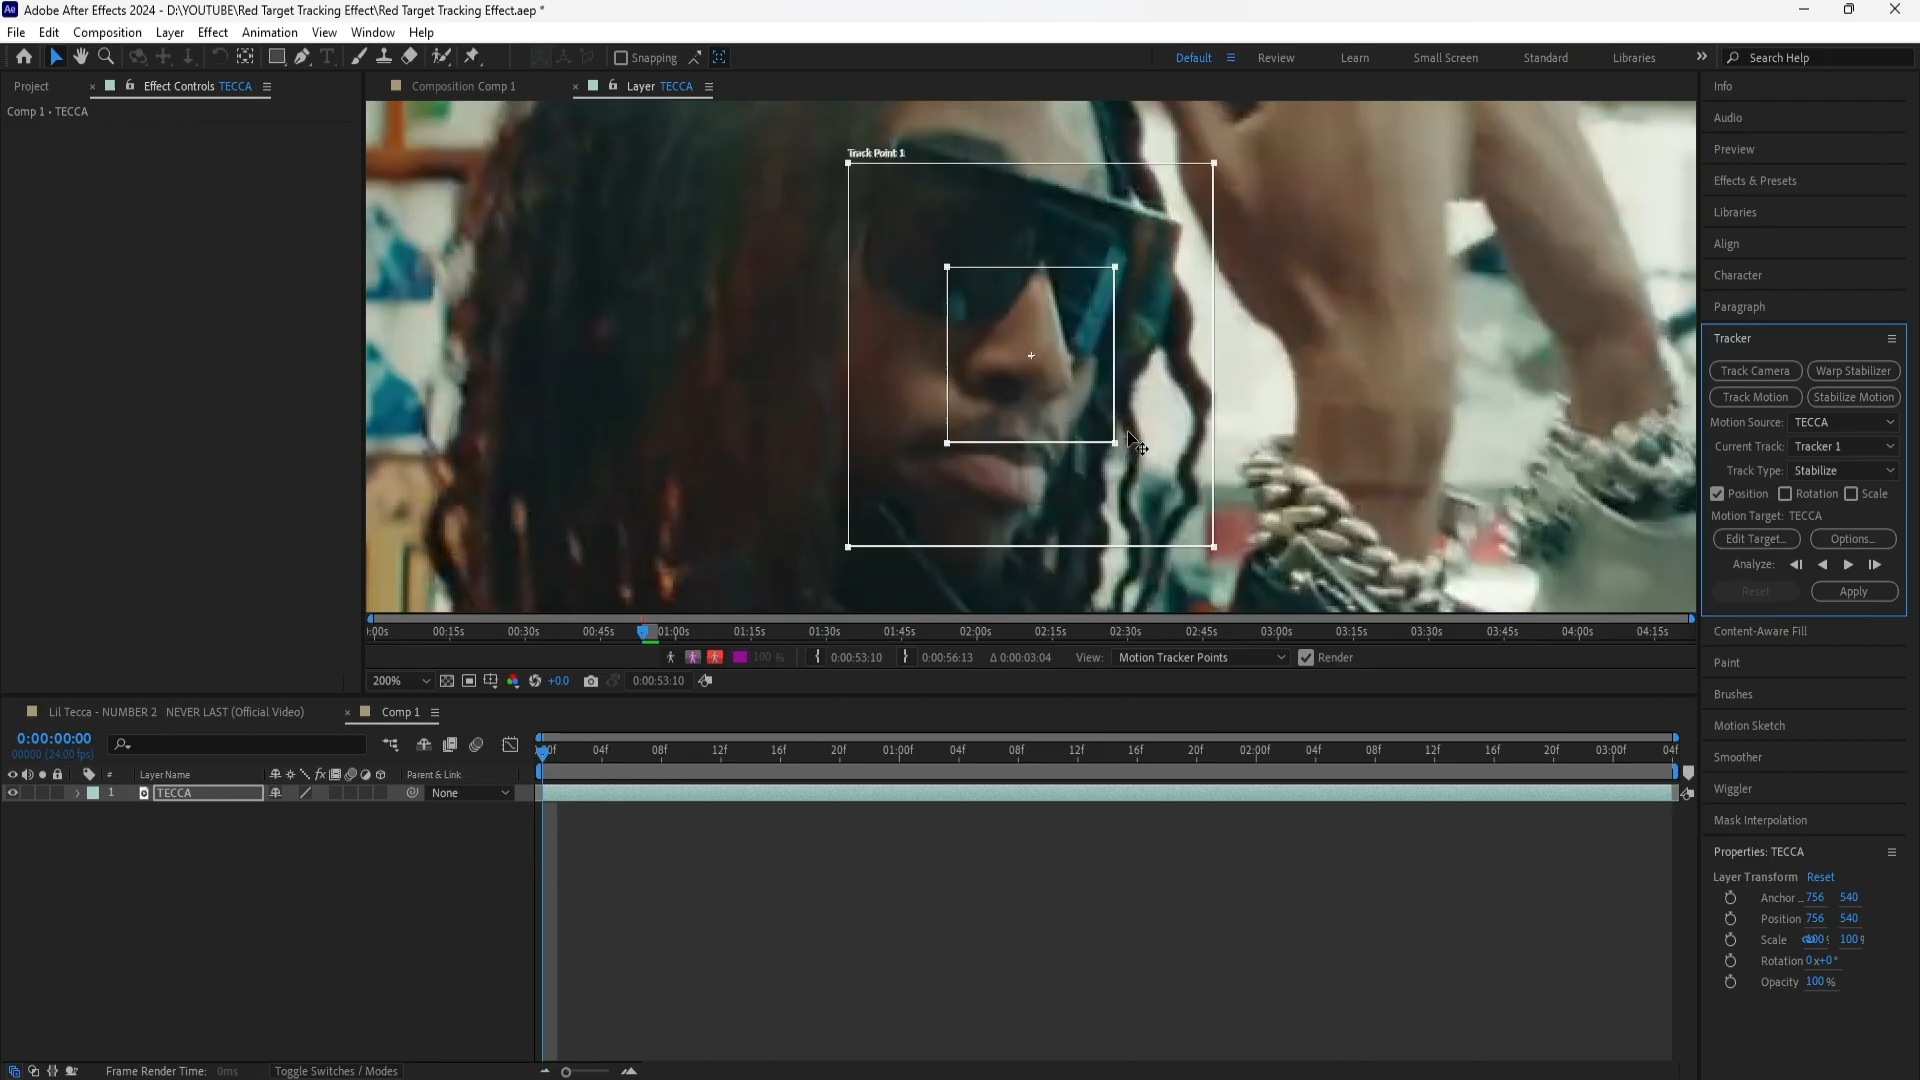 Adobe After Effects 2024 - D:\YOUTUBE\Red Target Tracking Effect\Red Target Tracking Effect.aep *
File Edit Composition Layer Effect Animation View Window Help
Snapping
Default Review Learn Small Screen Standard Libraries Search Help
Project Effect Controls TECCA
Composition Comp 1
Layer TECCA
Comp 1 • TECCA
Track Point 1
Info
Audio
Preview
Effects & Presets
Libraries
Align
Character
Paragraph
Tracker
Track Camera Warp Stabilizer
Track Motion Stabilize Motion
Motion Source: TECCA
Current Track: Tracker 1
Track Type: Stabilize
Position Rotation Scale
Motion Target: TECCA
Edit Target... Options...
Analyze:
Reset Apply
Content-Aware Fill
Paint
Brushes
Motion Sketch
Smoother
Wiggler
Mask Interpolation
Properties: TECCA
Layer Transform Reset
Anchor ... 756 540
Position 756 540
Scale 100 100
Rotation 0x+0°
Opacity 100 %
:00s 00:15s 00:30s 00:45s 01:00s 01:15s 01:30s 01:45s 02:00s 02:15s 02:30s 02:45s 03:00s 03:15s 03:30s 03:45s 04:00s 04:15s
100 % 0:00:53:10 0:00:56:13 Δ 0:00:03:04 View: Motion Tracker Points Render
200% +0.0 0:00:53:10
Lil Tecca - NUMBER 2 NEVER LAST (Official Video) Comp 1
0:00:00:00
00000 (24.00 fps)
:00f 04f 08f 12f 16f 20f 01:00f 04f 08f 12f 16f 20f 02:00f 04f 08f 12f 16f 20f 03:00f 04f
# Layer Name fx Parent & Link
1 TECCA None
Frame Render Time: 0ms Toggle Switches / Modes